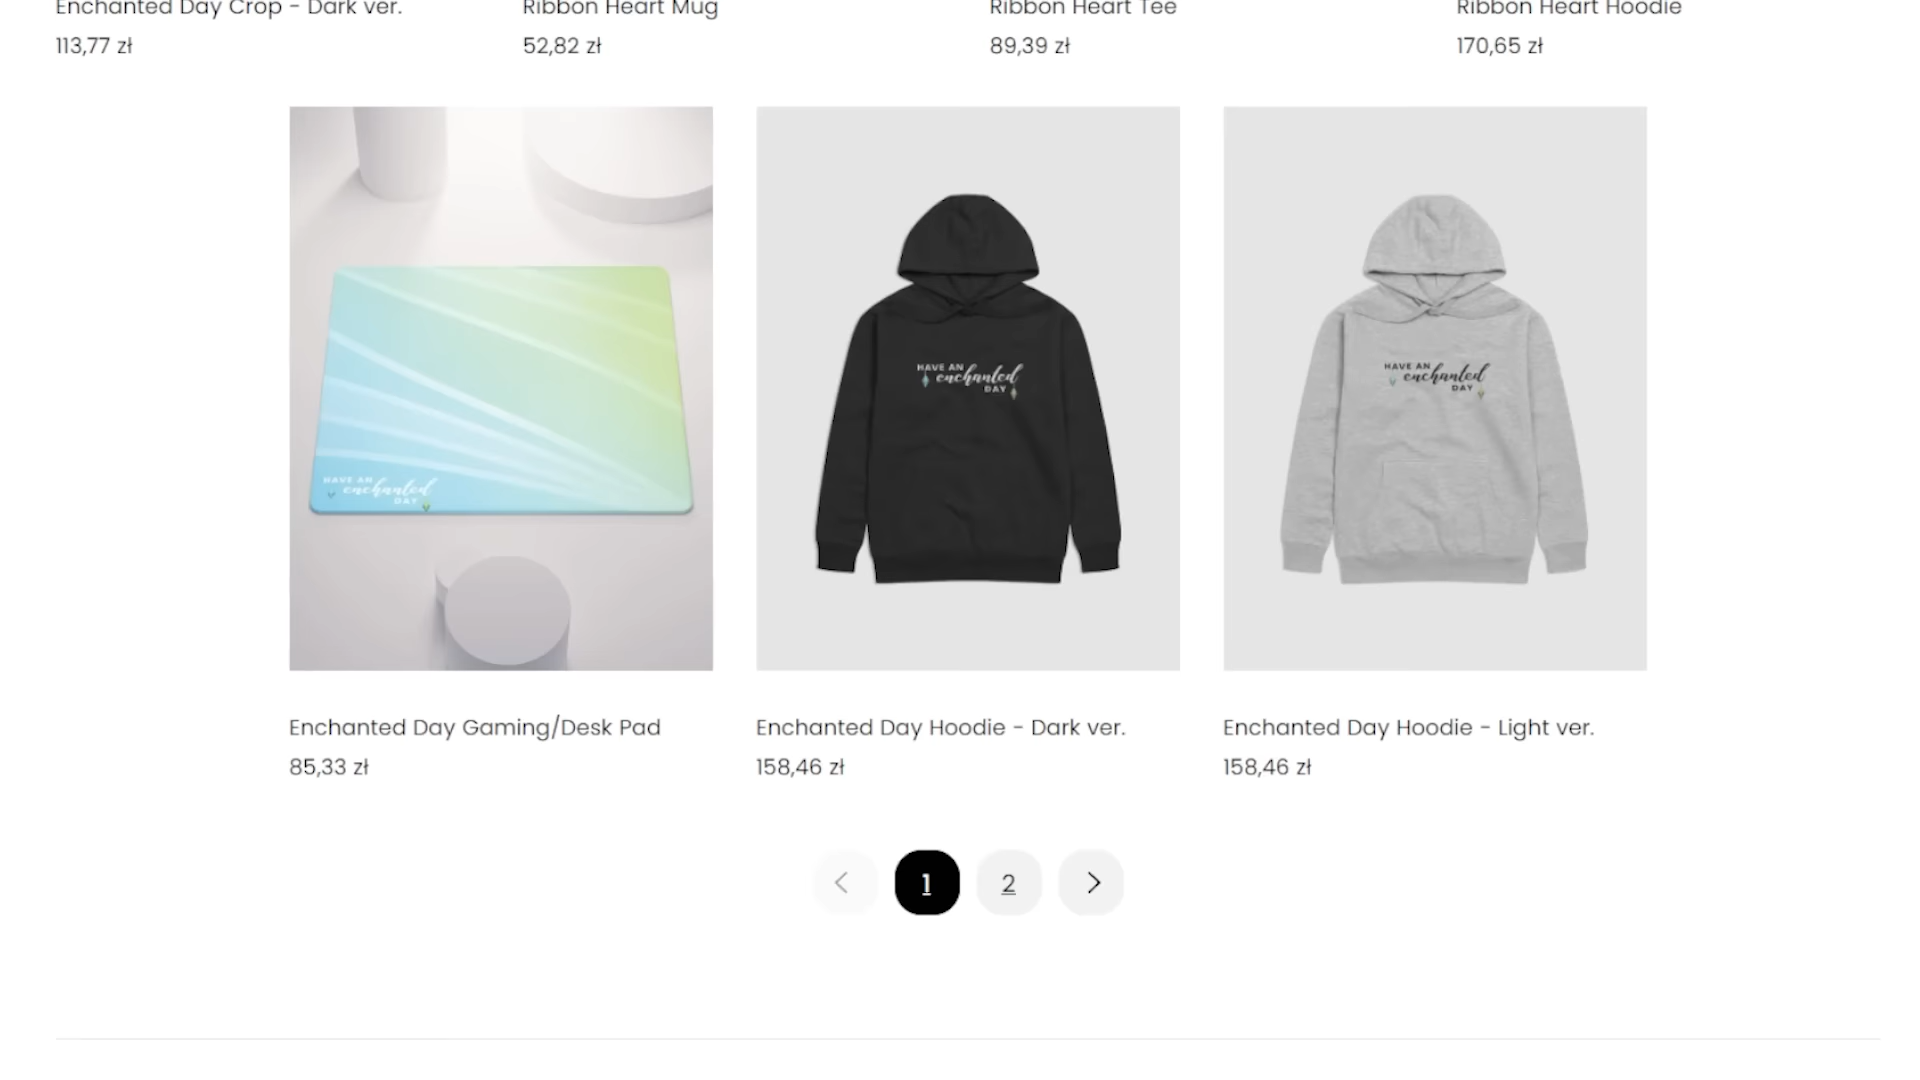 Enchanted Day Crop - Dark ver.
Ribbon Heart Mug
Ribbon Heart Tee
Ribbon Heart Hoodie
113,77 zł
52,82 zł
89,39 zł
170,65 zł
HAVE AN
enchanted
DAY
HAVE AN
enchanted
DAY
HAVE AN
enchanted
DAY
Enchanted Day Gaming/Desk Pad
85,33 zł
Enchanted Day Hoodie - Dark ver.
158,46 zł
Enchanted Day Hoodie - Light ver.
158,46 zł
1
2